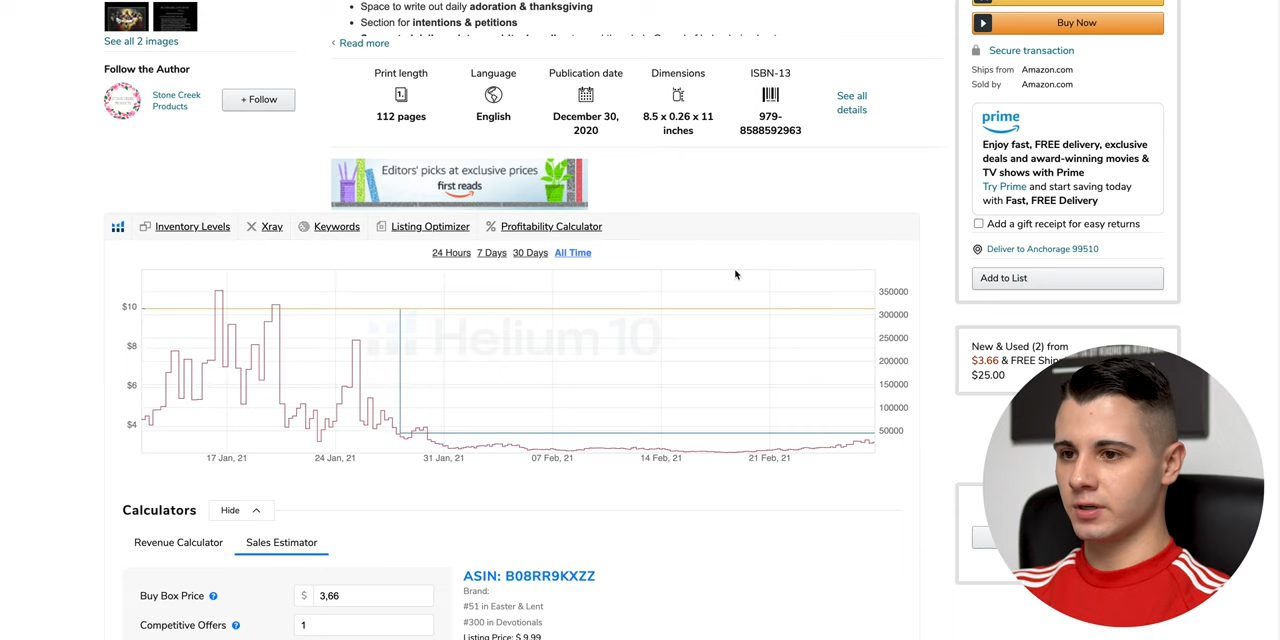 • Space to write out daily adoration & thanksgiving
• Section for intentions & petitions
See all 2 images
‹ Read more
Follow the Author
Stone Creek
Products
+ Follow
Print length
112 pages
Language
English
Publication date
December 30,
2020
Dimensions
8.5 x 0.26 x 11
inches
ISBN-13
979-
8588592963
See all
details
Editors' picks at exclusive prices
first reads
Inventory Levels
Xray
Keywords
Listing Optimizer
% Profitability Calculator
24 Hours 7 Days 30 Days All Time
$10
$8
$6
$4
350000
300000
250000
200000
150000
100000
50000
Helium 10
17 Jan, 21
24 Jan, 21
31 Jan, 21
07 Feb, 21
14 Feb, 21
21 Feb, 21
Calculators
Hide
Revenue Calculator
Sales Estimator
Buy Box Price ?
$ 3,66
Competitive Offers ?
1
ASIN: B08RR9KXZZ
Brand:
#51 in Easter & Lent
#300 in Devotionals
Listing Price: $ 9.99
Buy Now
Secure transaction
Ships from Amazon.com
Sold by Amazon.com
prime
Enjoy fast, FREE delivery, exclusive
deals and award-winning movies &
TV shows with Prime
Try Prime and start saving today
with Fast, FREE Delivery
Add a gift receipt for easy returns
Deliver to Anchorage 99510
Add to List
New & Used (2) from
$3.66 & FREE
$25.00